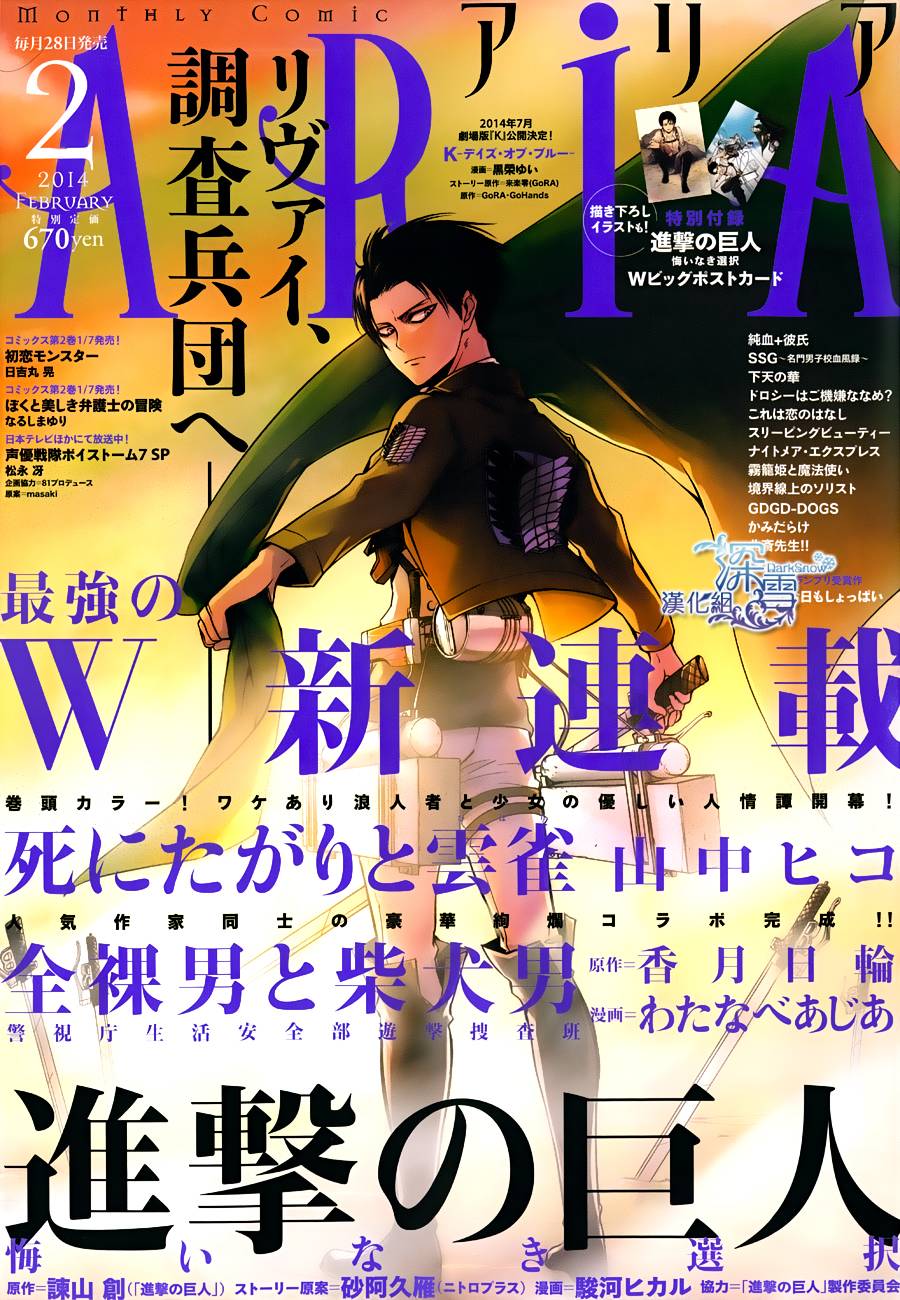 MONTHLY COMIC
ARIA
アリア
毎月28日発売
2
2014
FEBRUARY
特別定価
670yen
リヴァイ、
調査兵団へ――
2014年7月
劇場版『K』公開決定!
K-デイズ・オブ・ブルー-
漫画=黒榮ゆい
ストーリー原作=来楽零(GoRA)
原作=GoRA・GoHands
描き下ろし
イラストも!
特別付録
進撃の巨人
悔いなき選択
Wビッグポストカード
コミックス第2巻1/7発売!
初恋モンスター
日吉丸 晃
コミックス第2巻1/7発売!
ぼくと美しき弁護士の冒険
なるしまゆり
日本テレビほかにて放送中!
声優戦隊ボイストーム7 SP
松永 冴
企画協力=81プロデュース
原案=masaki
純血+彼氏
SSG~名門男子校血風録~
下天の華
ドロシーはご機嫌ななめ?
これは恋のはなし
スリーピングビューティー
ナイトメア・エクスプレス
霧籠姫と魔法使い
境界線上のソリスト
GDGD-DOGS
かみだらけ
先生!!
ランプリ受賞作
日もしょっぱい
深雪
DarkSnow
漢化組
最強の
W新連載
巻頭カラー!ワケあり浪人者と少女の優しい人情譚開幕!
死にたがりと雲雀 山中ヒコ
人気作家同士の豪華絢爛コラボ完成!!
全裸男と柴犬男
警視庁生活安全部遊撃捜査班
原作=香月日輪
漫画=わたなべあじあ
進撃の巨人
悔いなき選択
原作=諫山 創(「進撃の巨人」) ストーリー原案=砂阿久雁(ニトロプラス) 漫画=駿河ヒカル 協力=「進撃の巨人」製作委員会